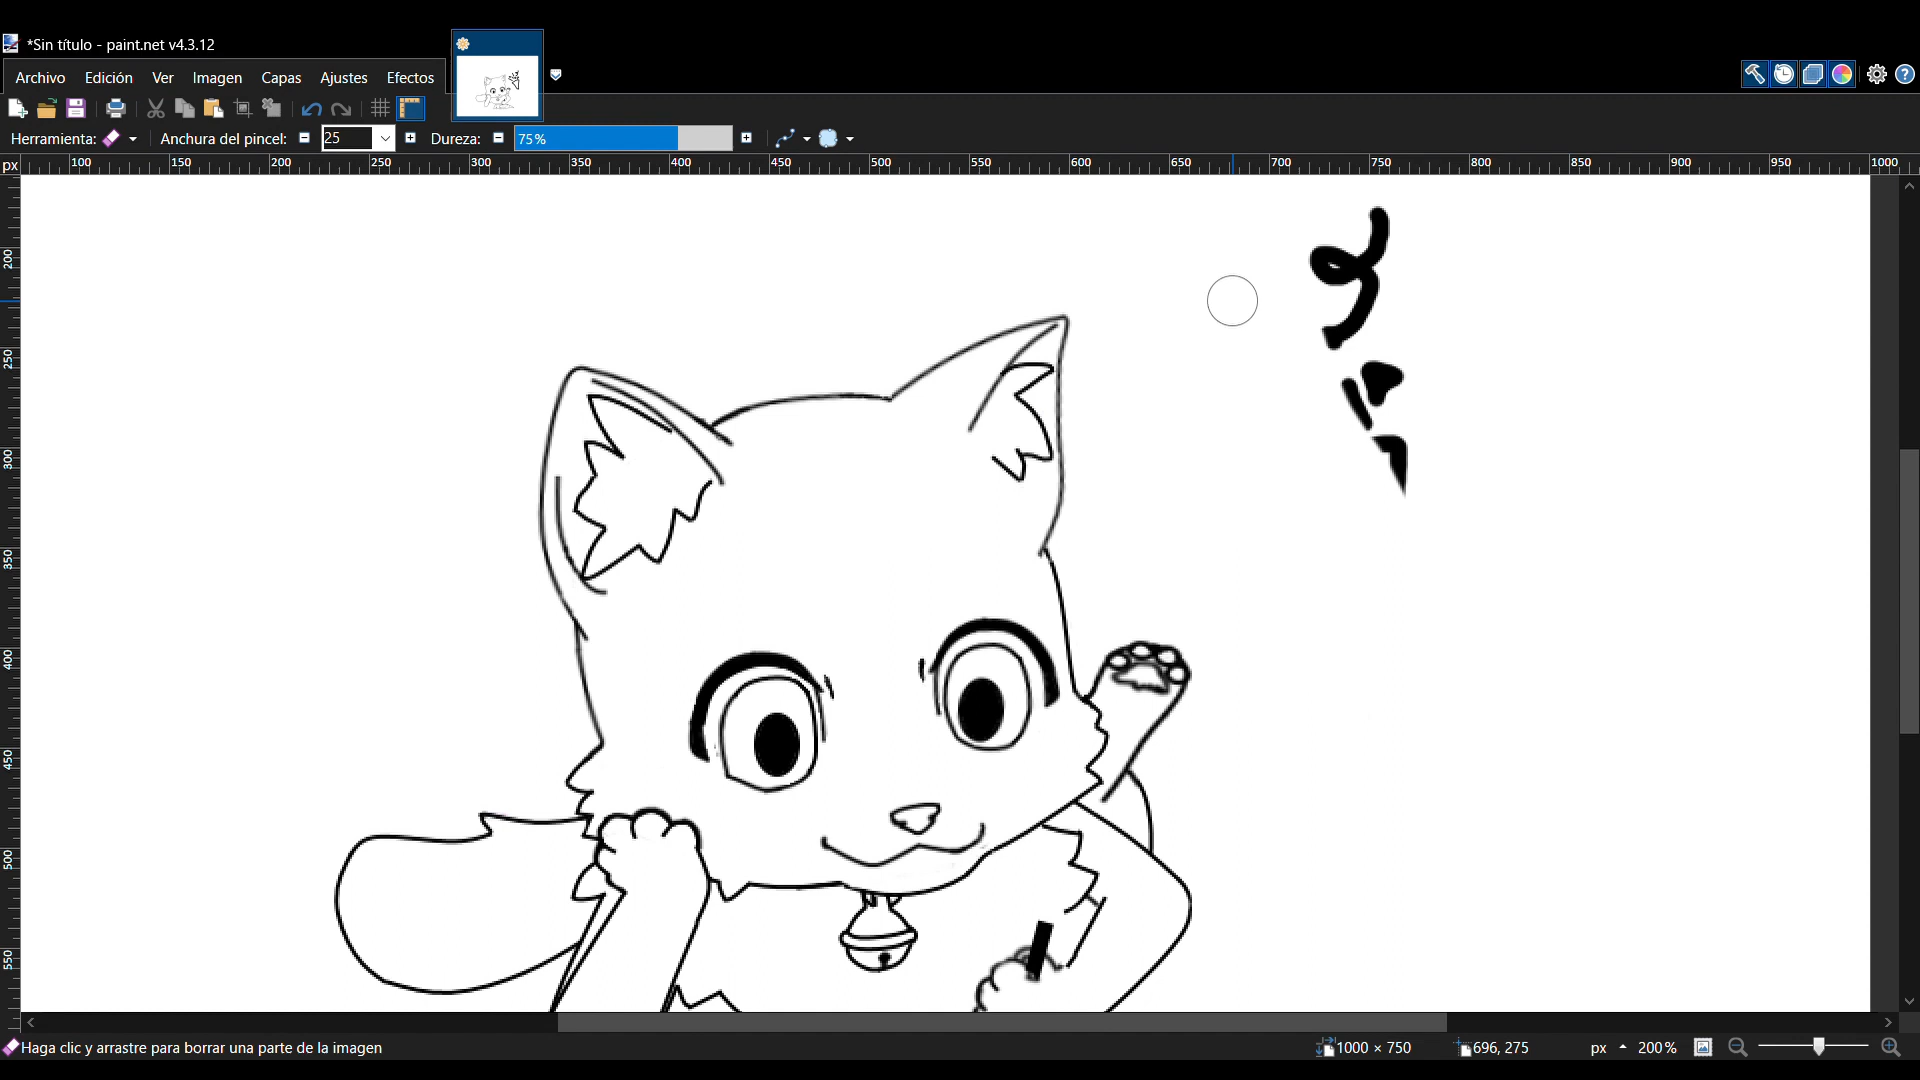 *Sin título - paint.net v4.3.12
Archivo Edición Ver Imagen Capas Ajustes Efectos
Herramienta: Anchura del pincel: 25 Dureza: 75%
px 100 150 200 250 300 350 400 450 500 550 600 650 700 750 800 850 900 950 1000
200
250
300
350
400
450
500
550
Haga clic y arrastre para borrar una parte de la imagen 1000 × 750 696, 275 px 200%